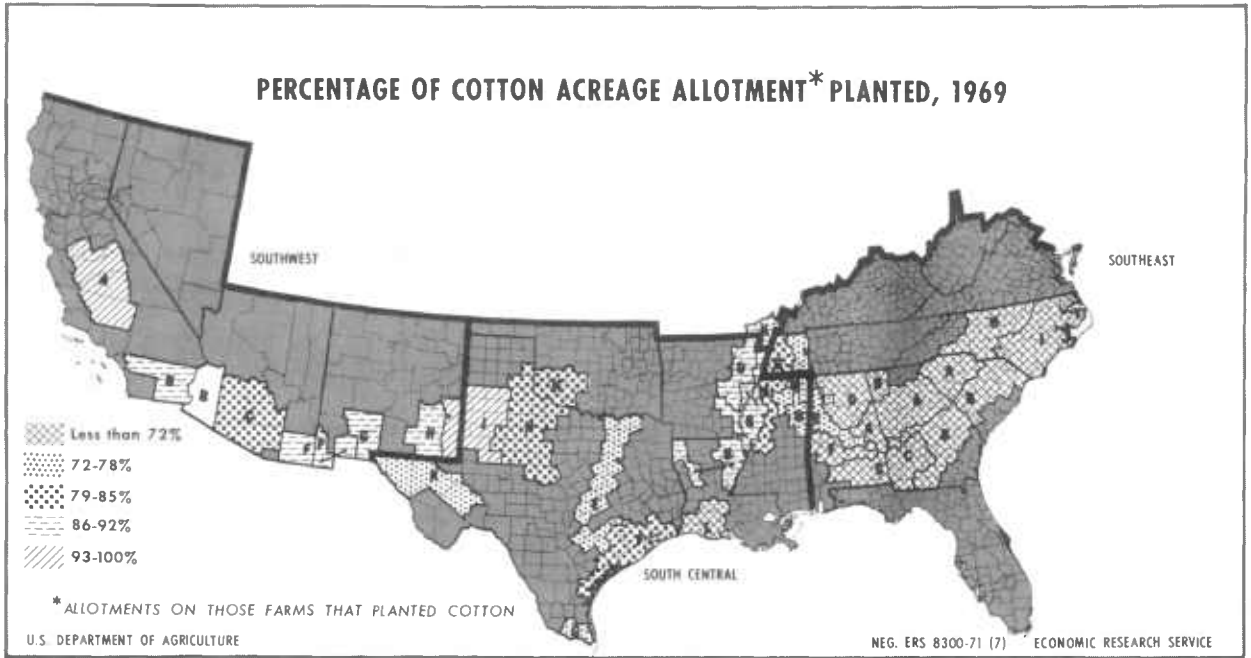 PERCENTAGE OF COTTON ACREAGE ALLOTMENT* PLANTED, 1969
SOUTHWEST
SOUTHEAST
A
B
B
C
F
F
G
H
J
K
Less than 72%
72-78%
79-85%
86-92%
93-100%
SOUTH CENTRAL
*ALLOTMENTS ON THOSE FARMS THAT PLANTED COTTON
U.S. DEPARTMENT OF AGRICULTURE
NEG. ERS 8300-71 (7) ECONOMIC RESEARCH SERVICE